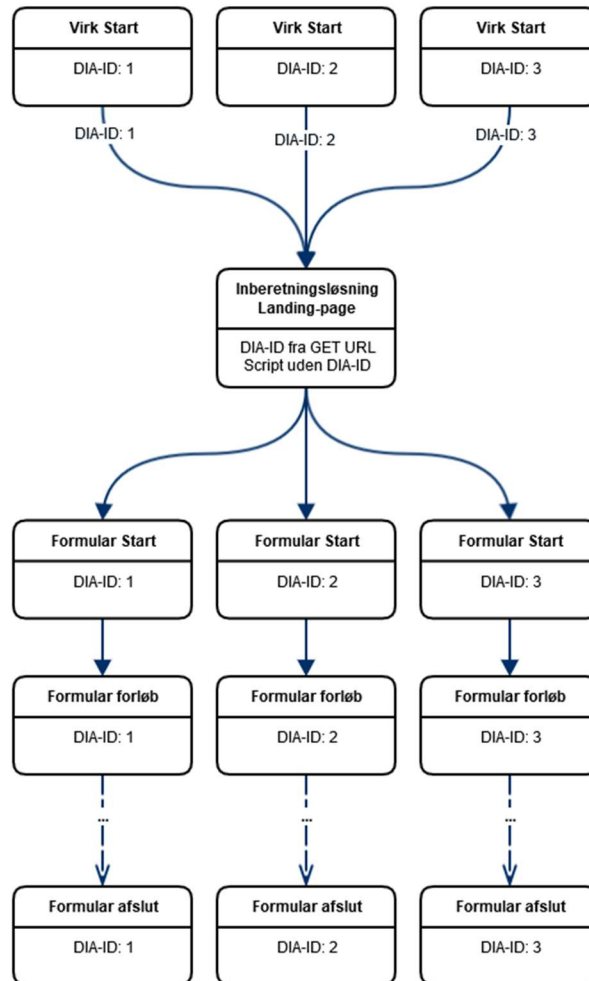 Virk Start
Virk Start
Virk Start
DIA-ID: 1
DIA-ID: 2
DIA-ID: 3
DIA-ID: 1
DIA-ID: 2
DIA-ID: 3
Inberetningsløsning
Landing-page
DIA-ID fra GET URL
Script uden DIA-ID
Formular Start
Formular Start
Formular Start
DIA-ID: 1
DIA-ID: 2
DIA-ID: 3
Formular forløb
Formular forløb
Formular forløb
DIA-ID: 1
DIA-ID: 2
DIA-ID: 3
...
...
...
Formular afslut
Formular afslut
Formular afslut
DIA-ID: 1
DIA-ID: 2
DIA-ID: 3